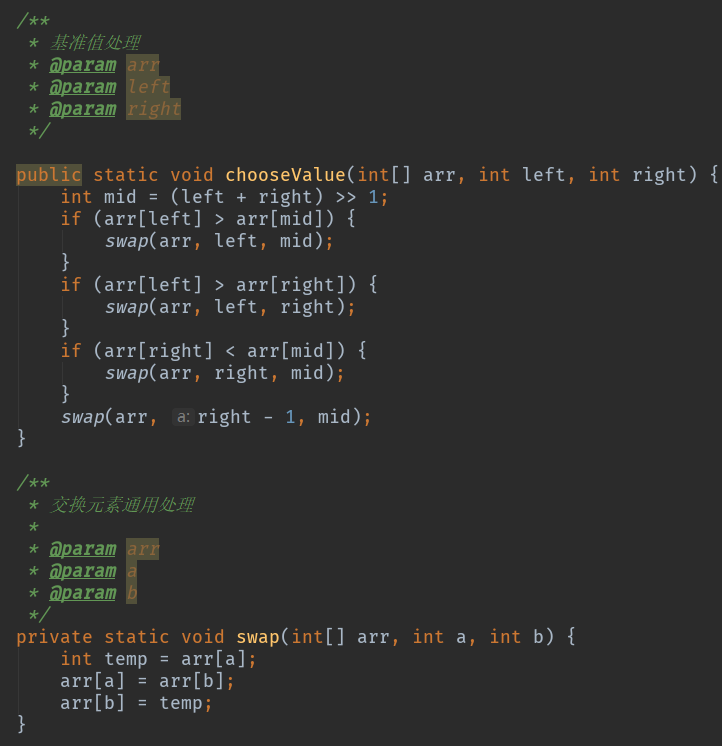 /**
 * 基准值处理
 * @param arr
 * @param left
 * @param right
 */
public static void chooseValue(int[] arr, int left, int right) {
    int mid = (left + right) >> 1;
    if (arr[left] > arr[mid]) {
        swap(arr, left, mid);
    }
    if (arr[left] > arr[right]) {
        swap(arr, left, right);
    }
    if (arr[right] < arr[mid]) {
        swap(arr, right, mid);
    }
    swap(arr, a: right - 1, mid);
}
/**
 * 交换元素通用处理
 *
 * @param arr
 * @param a
 * @param b
 */
private static void swap(int[] arr, int a, int b) {
    int temp = arr[a];
    arr[a] = arr[b];
    arr[b] = temp;
}